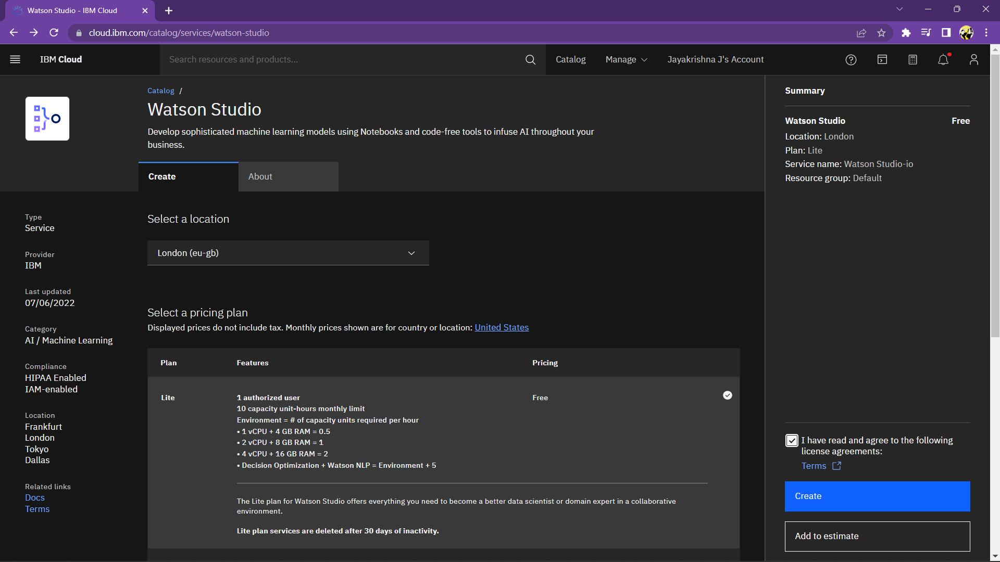 Watson Studio - IBM Cloud
cloud.ibm.com/catalog/services/watson-studio
IBM Cloud
Search resources and products...
Catalog
Manage
Jayakrishna J's Account
Catalog /
Watson Studio
Develop sophisticated machine learning models using Notebooks and code-free tools to infuse AI throughout your
business.
Create
About
Type
Service
Provider
IBM
Last updated
07/06/2022
Category
AI / Machine Learning
Compliance
HIPAA Enabled
IAM-enabled
Location
Frankfurt
London
Tokyo
Dallas
Related links
Docs
Terms
Select a location
London (eu-gb)
Select a pricing plan
Displayed prices do not include tax. Monthly prices shown are for country or location: United States
Plan
Features
Pricing
Lite
1 authorized user
Free
10 capacity unit-hours monthly limit
Environment = # of capacity units required per hour
• 1 vCPU + 4 GB RAM = 0.5
• 2 vCPU + 8 GB RAM = 1
• 4 vCPU + 16 GB RAM = 2
• Decision Optimization + Watson NLP = Environment + 5
The Lite plan for Watson Studio offers everything you need to become a better data scientist or domain expert in a collaborative
environment.
Lite plan services are deleted after 30 days of inactivity.
Summary
Watson Studio
Free
Location: London
Plan: Lite
Service name: Watson Studio-io
Resource group: Default
I have read and agree to the following
license agreements:
Terms
Create
Add to estimate